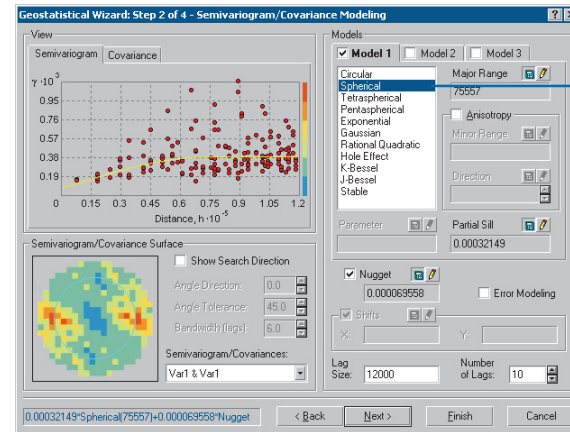 Geostatistical Wizard: Step 2 of 4 - Semivariogram/Covariance Modeling
View
Semivariogram Covariance
γ·10 3
0.95
0.76
0.57
0.38
0.19
0 0.15 0.3 0.45 0.6 0.75 0.9 1.05 1.2
Distance, h·10 -5
Semivariogram/Covariance Surface
Show Search Direction
Angle Direction: 0.0
Angle Tolerance: 45.0
Bandwidth (lags): 6.0
Semivariogram/Covariances:
Var1 & Var1
Models
Model 1 Model 2 Model 3
Circular
Spherical
Tetraspherical
Pentaspherical
Exponential
Gaussian
Rational Quadratic
Hole Effect
K-Bessel
J-Bessel
Stable
Major Range
75557
Anisotropy
Minor Range
Direction
Parameter
Partial Sill
0.00032149
Nugget
0.000069558
Error Modeling
Shifts
X: Y:
Lag
Size: 12000
Number
of Lags: 10
0.00032149*Spherical(75557)+0.000069558*Nugget
< Back Next > Finish Cancel